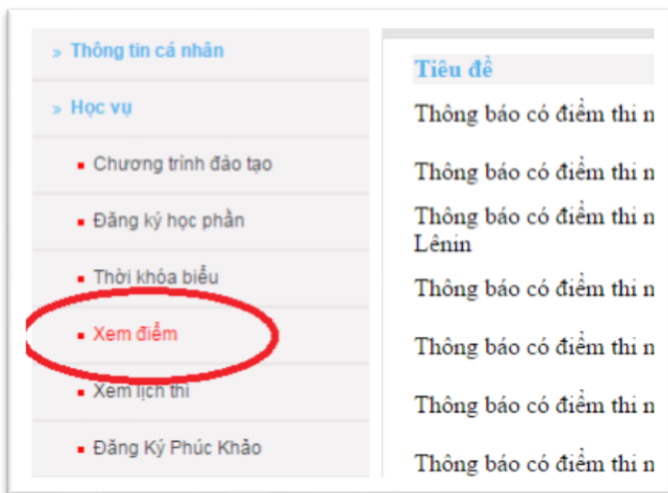 » Thông tin cá nhân
» Học vụ
Chương trình đào tạo
Đăng ký học phần
Thời khóa biểu
Xem điểm
Xem lịch thi
Đăng Ký Phúc Khảo
Tiêu đề
Thông báo có điểm thi n
Thông báo có điểm thi n
Thông báo có điểm thi n
Lênin
Thông báo có điểm thi n
Thông báo có điểm thi n
Thông báo có điểm thi n
Thông báo có điểm thi n